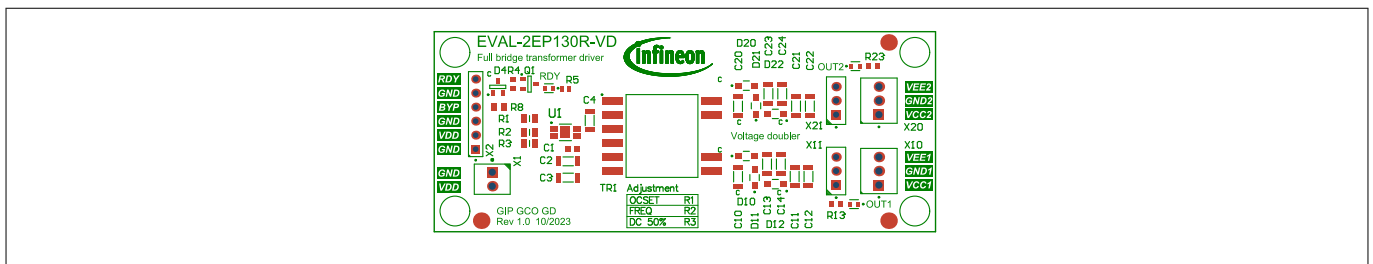 EVAL-2EP130R-VD
Full bridge transformer driver
infineon
D4 R4 Q1
RDY
R5
C
RDY
GND
BYP
GND
VDD
GND
GND
VDD
R8
R1
R2
R3
X2
X1
U1
C4
C1
C2
C3
TR1
Adjustment
OCSET R1
FREQ R2
DC 50% R3
GIP GCO GD
Rev 1.0 10/2023
D20
C20
D21
C23
C24
D22
C21
C22
C
C
C
Voltage doubler
C
C
C
D10
C10
D11
C13
C14
D12
C11
C12
OUT2
R23
X21
X20
VEE2
GND2
VCC2
X11
X10
VEE1
GND1
VCC1
R13
OUT1